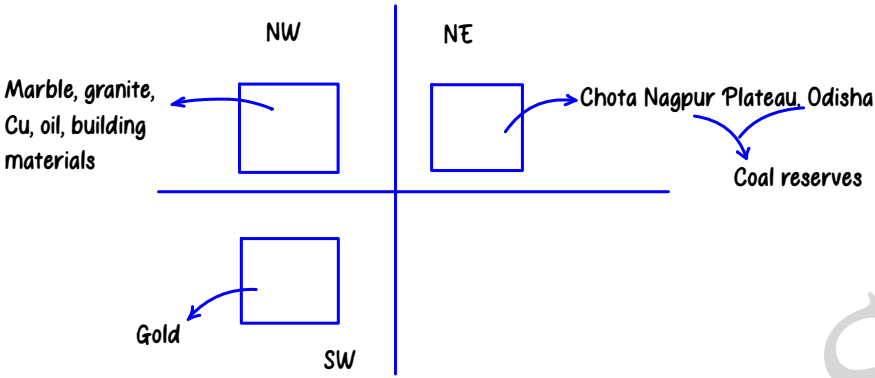 NW
NE
Marble, granite,
Cu, oil, building
materials
Chota Nagpur Plateau, Odisha
Coal reserves
Gold
SW